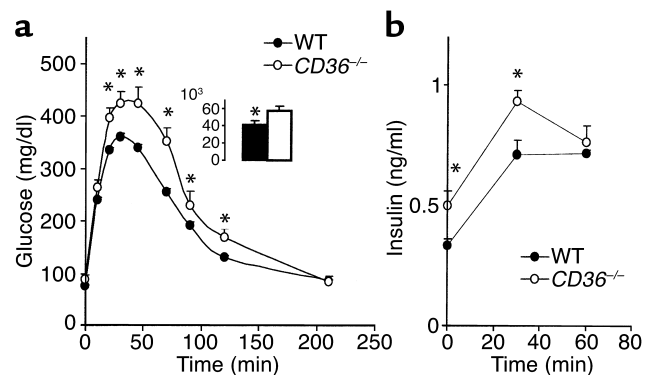 a
WT
CD36−/−
Glucose (mg/dl)
500
400
300
200
100
0
* * * * * *
10³
60
40
20
0
*
0 50 100 150 200 250
Time (min)
b
Insulin (ng/ml)
1
0.5
0
*
*
WT
CD36−/−
0 20 40 60 80
Time (min)